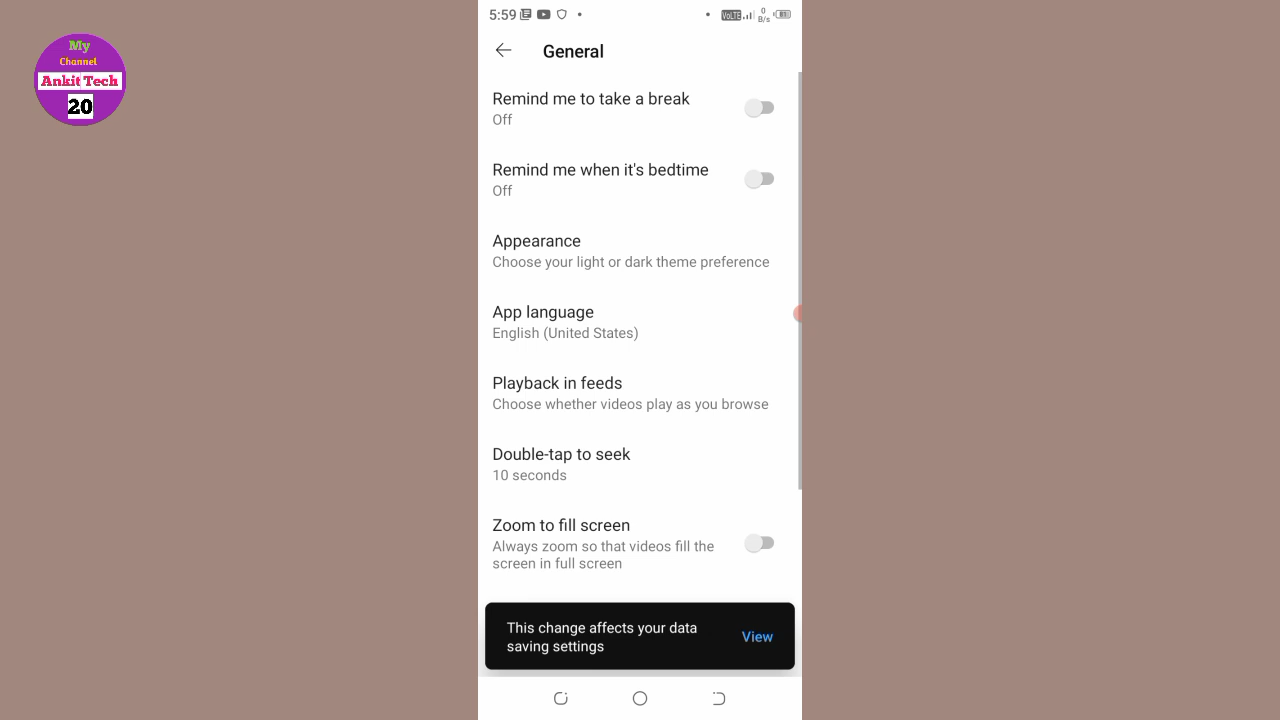 My
Channel
Ankit Tech
20
5:59
VoLTE
0
B/s
General
Remind me to take a break
Off
Remind me when it's bedtime
Off
Appearance
Choose your light or dark theme preference
App language
English (United States)
Playback in feeds
Choose whether videos play as you browse
Double-tap to seek
10 seconds
Zoom to fill screen
Always zoom so that videos fill the
screen in full screen
This change affects your data
saving settings
View